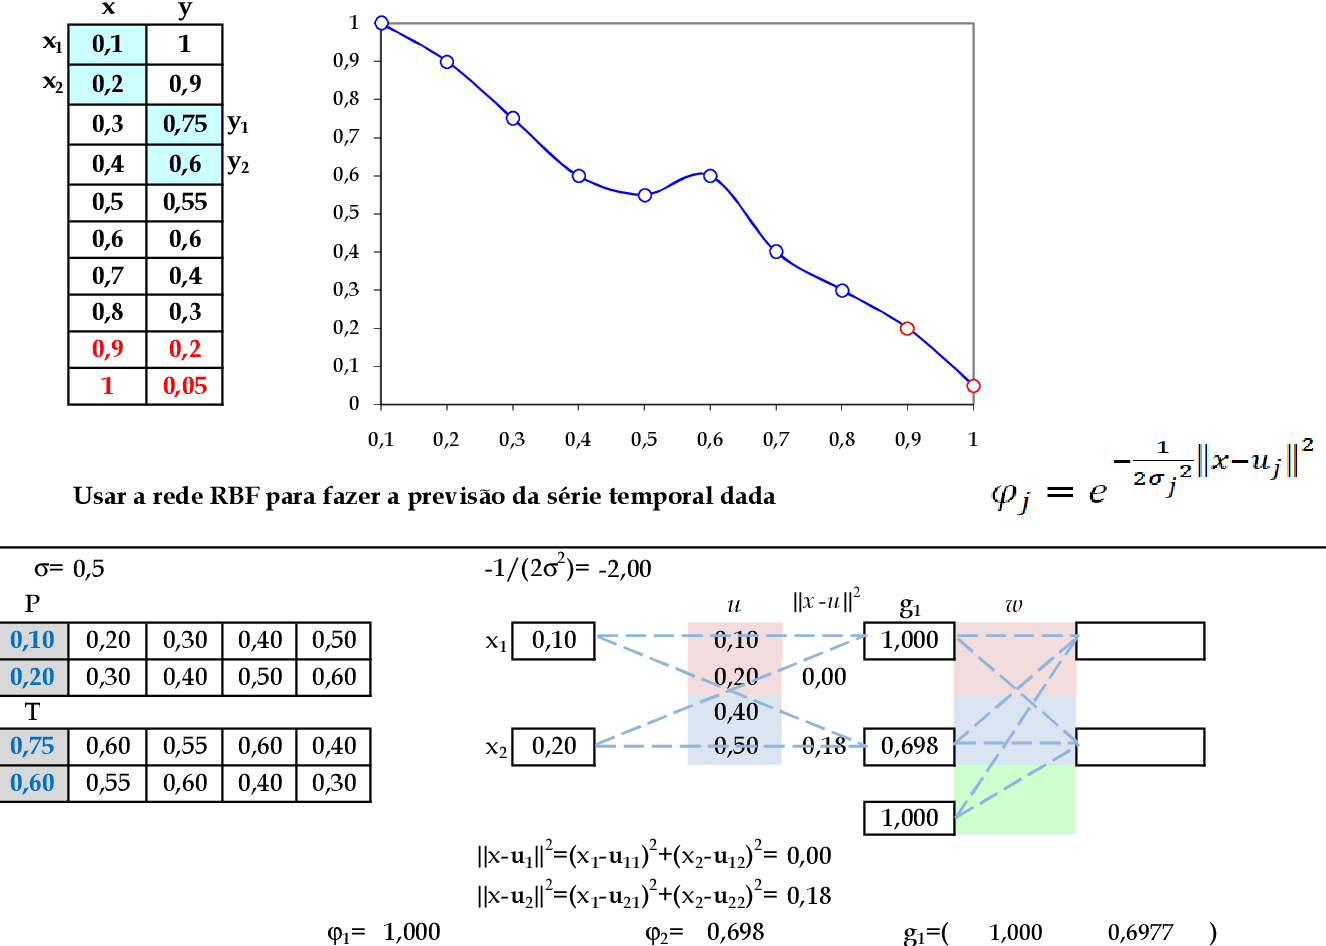 x y
x1 0,1 1
x2 0,2 0,9
0,3 0,75 y1
0,4 0,6 y2
0,5 0,55
0,6 0,6
0,7 0,4
0,8 0,3
0,9 0,2
1 0,05
1
0,9
0,8
0,7
0,6
0,5
0,4
0,3
0,2
0,1
0
0,1 0,2 0,3 0,4 0,5 0,6 0,7 0,8 0,9 1
Usar a rede RBF para fazer a previsão da série temporal dada
φj = e^(-1/(2σj²)‖x−uj‖²)
σ= 0,5 -1/(2σ²)= -2,00
P
0,10 0,20 0,30 0,40 0,50
0,20 0,30 0,40 0,50 0,60
T
0,75 0,60 0,55 0,60 0,40
0,60 0,55 0,60 0,40 0,30
u ||x-u||² g1 w
x1 0,10 0,10 1,000
0,20 0,00
0,40
x2 0,20 0,50 0,18 0,698
1,000
||x-u1||²=(x1-u11)²+(x2-u12)²= 0,00
||x-u2||²=(x1-u21)²+(x2-u22)²= 0,18
φ1= 1,000 φ2= 0,698 g1=( 1,000 0,6977 )